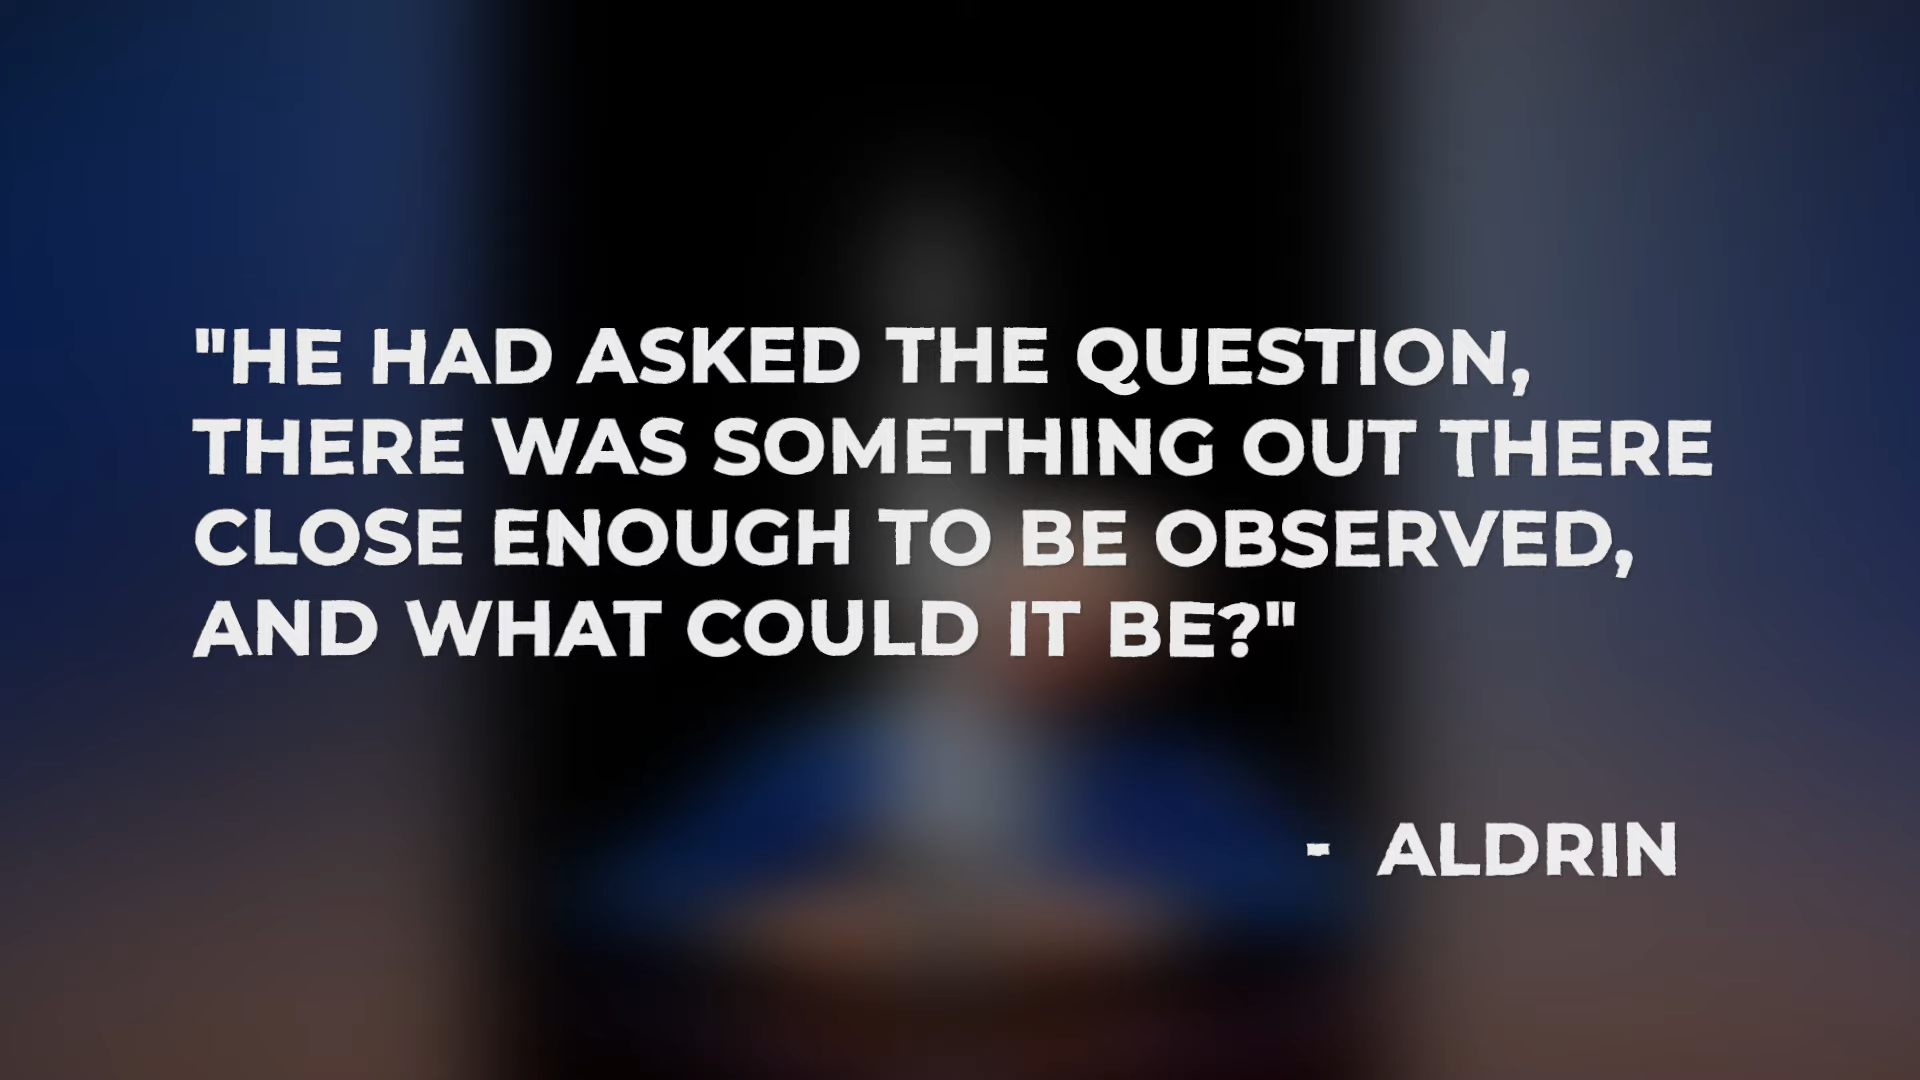 "HE HAD ASKED THE QUESTION,
THERE WAS SOMETHING OUT THERE
CLOSE ENOUGH TO BE OBSERVED,
AND WHAT COULD IT BE?"
- ALDRIN